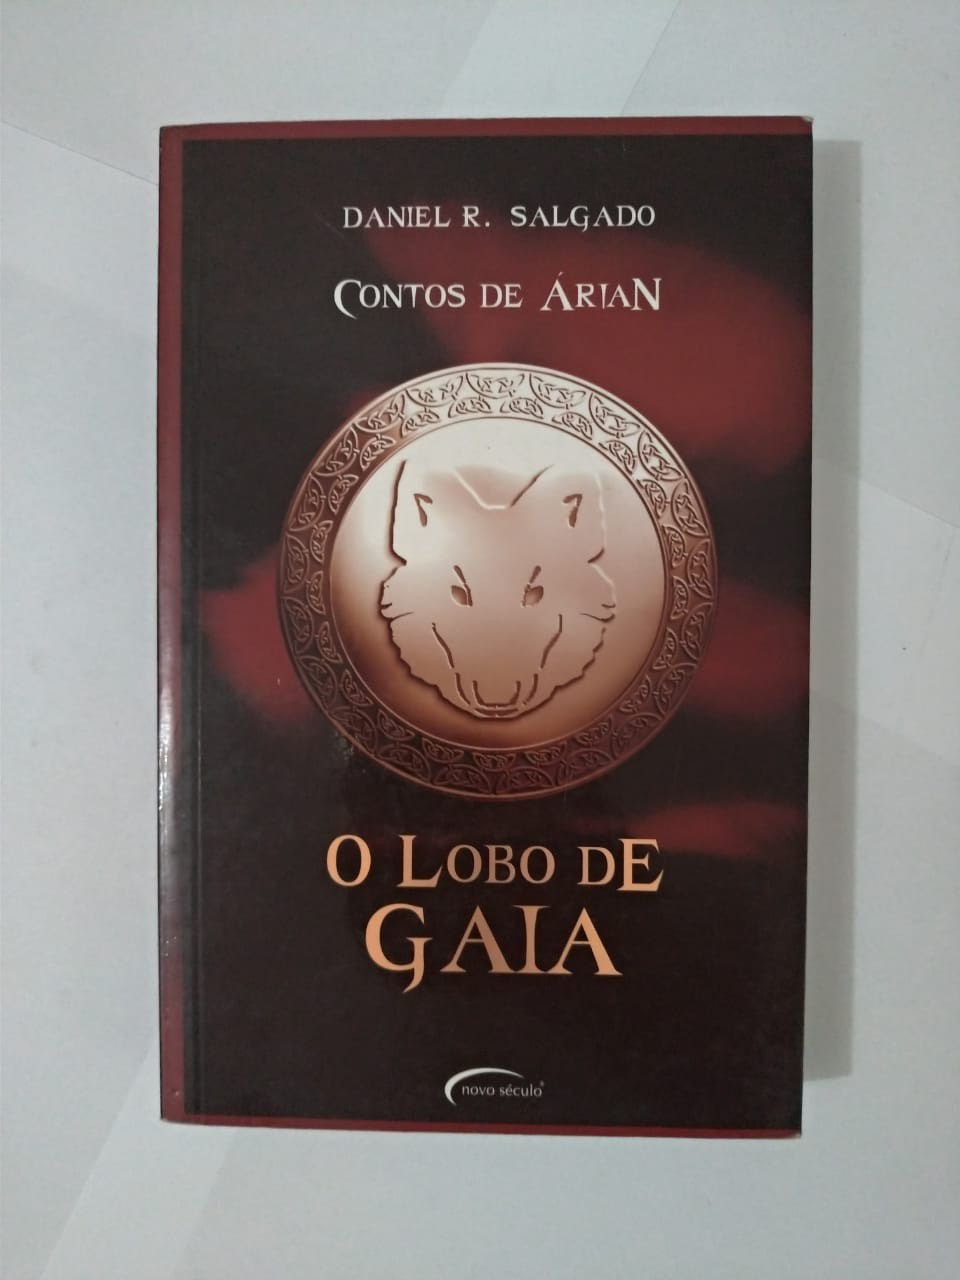 DANIEL R. SALGADO
CONTOS DE ÁRIAN
O LOBO DE
GAIA
novo século®